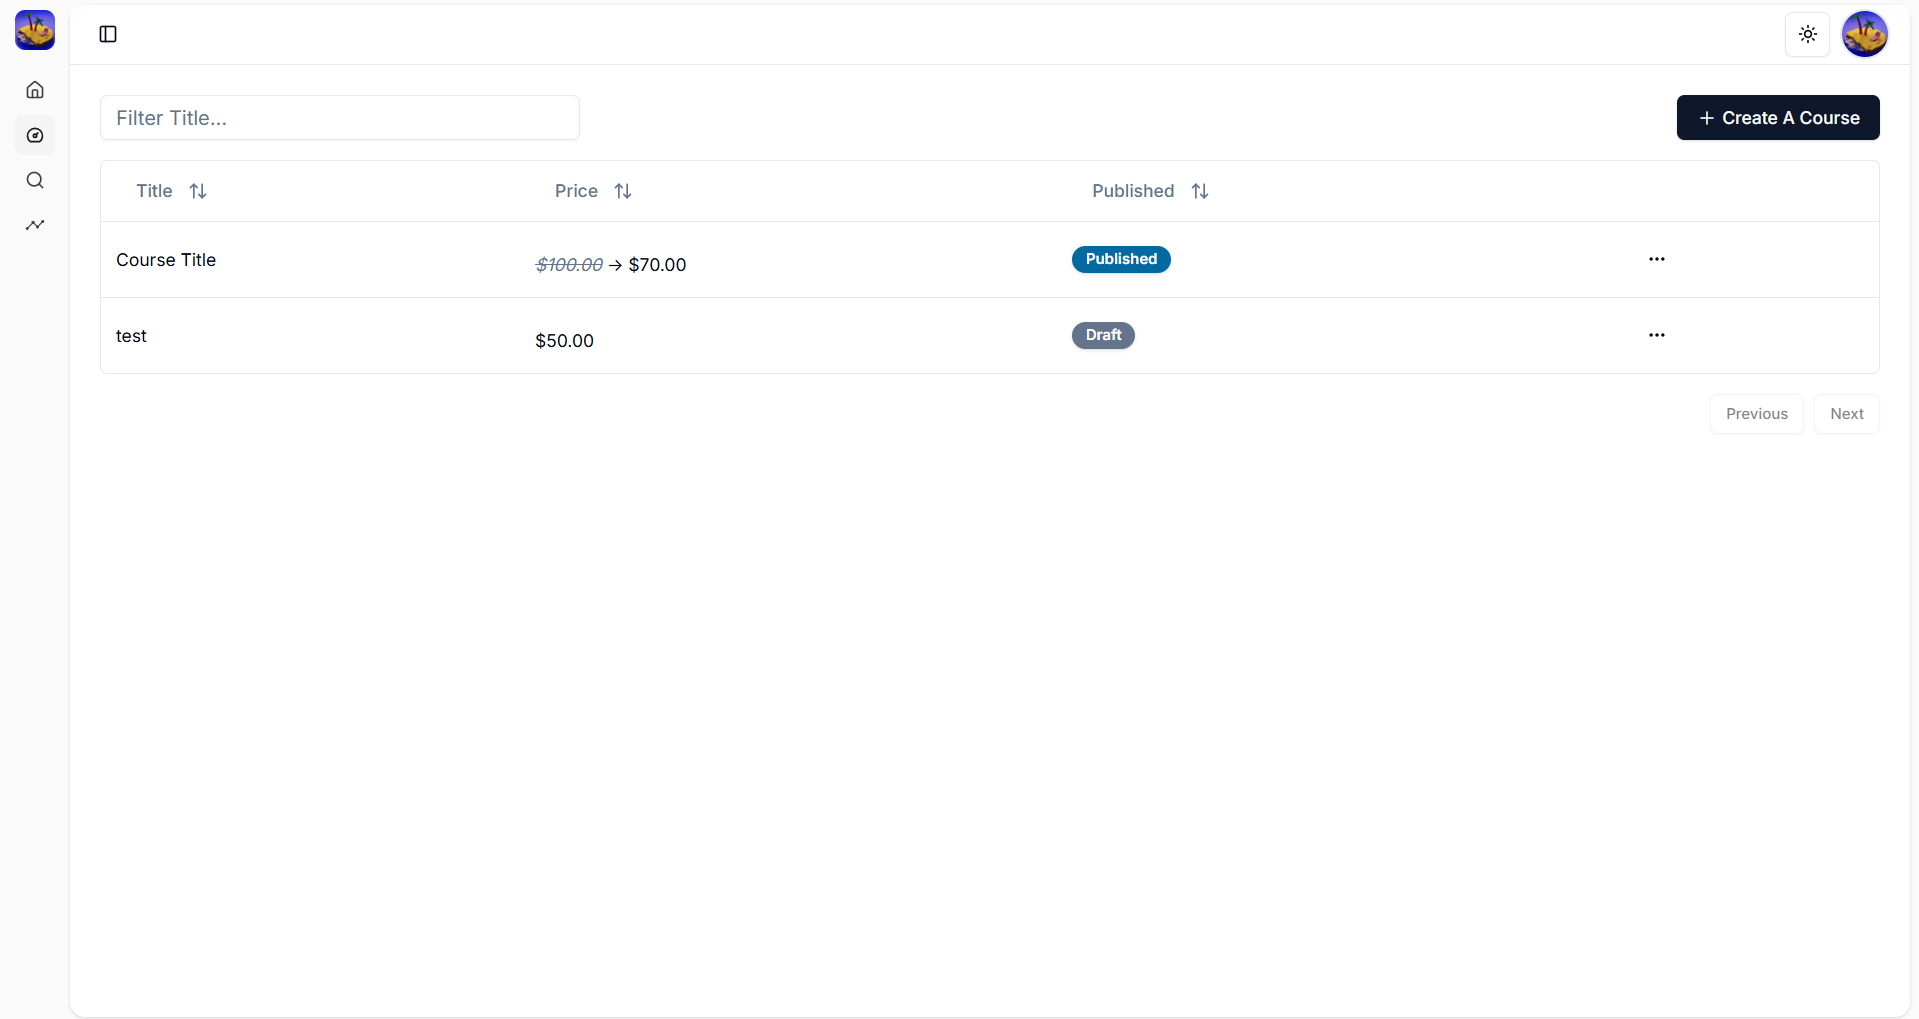 Filter Title...
+ Create A Course
Title
Price
Published
Course Title
$100.00 → $70.00
Published
test
$50.00
Draft
Previous
Next